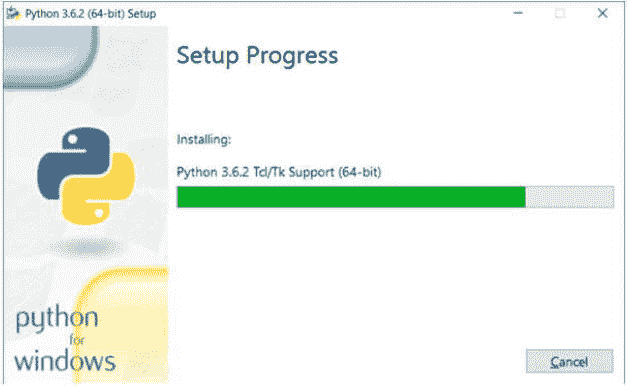 Python 3.6.2 (64-bit) Setup
Setup Progress
Installing:
Python 3.6.2 Tcl/Tk Support (64-bit)
python
for
windows
Cancel